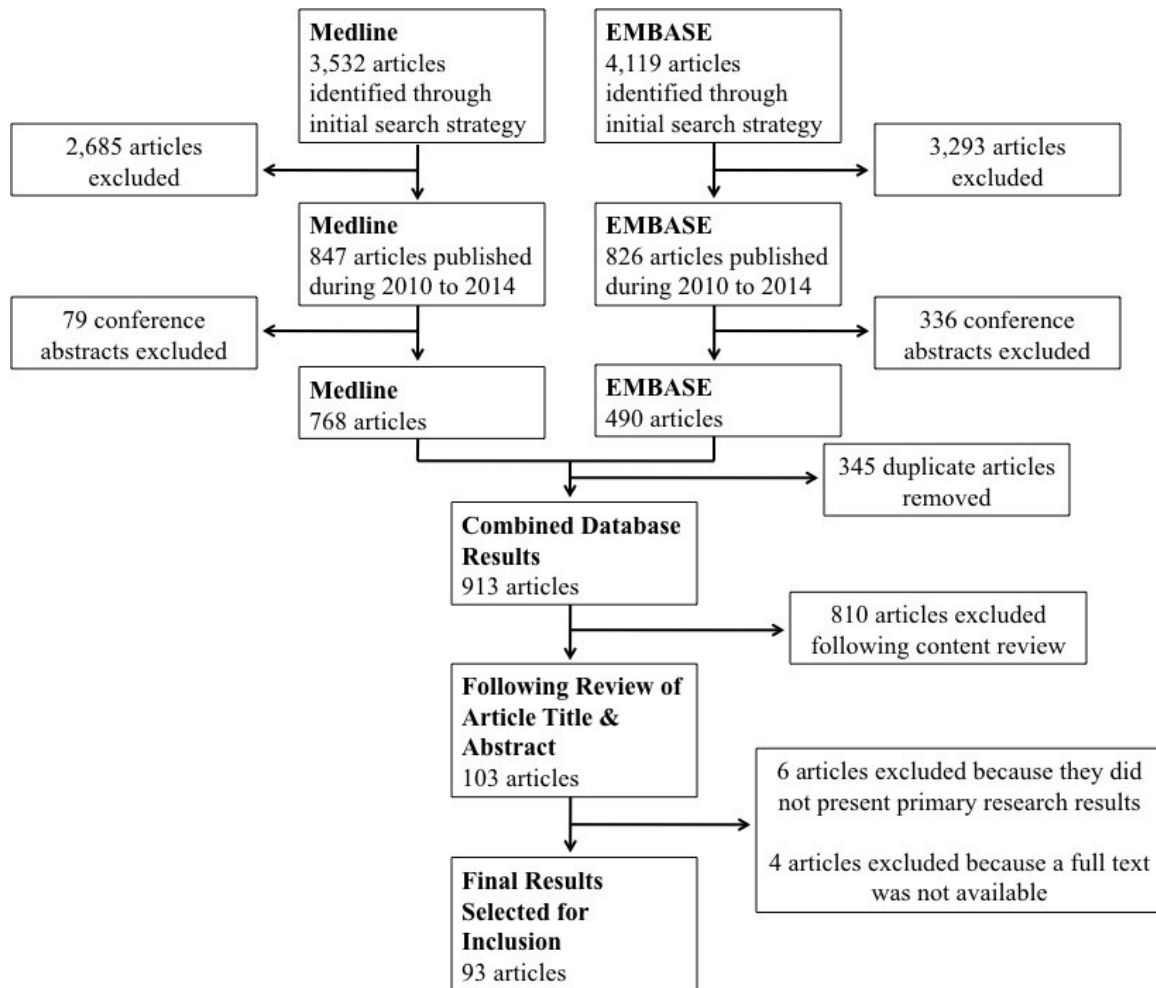 Medline
3,532 articles
identified through
initial search strategy
EMBASE
4,119 articles
identified through
initial search strategy
2,685 articles
excluded
3,293 articles
excluded
Medline
847 articles published
during 2010 to 2014
EMBASE
826 articles published
during 2010 to 2014
79 conference
abstracts excluded
336 conference
abstracts excluded
Medline
768 articles
EMBASE
490 articles
345 duplicate articles
removed
Combined Database
Results
913 articles
810 articles excluded
following content review
Following Review of
Article Title &
Abstract
103 articles
6 articles excluded because they did
not present primary research results
4 articles excluded because a full text
was not available
Final Results
Selected for
Inclusion
93 articles